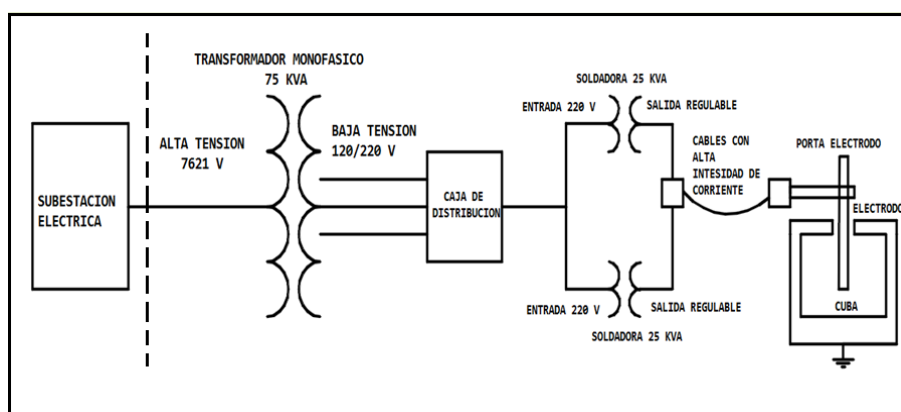 TRANSFORMADOR MONOFASICO
75 KVA
SOLDADORA 25 KVA
ENTRADA 220 V
SALIDA REGULABLE
ALTA TENSION
7621 V
BAJA TENSION
120/220 V
CABLES CON
ALTA
INTESIDAD DE
CORRIENTE
PORTA ELECTRODO
SUBESTACION
ELECTRICA
CAJA DE
DISTRIBUCION
ELECTRODO
ENTRADA 220 V
SALIDA REGULABLE
CUBA
SOLDADORA 25 KVA